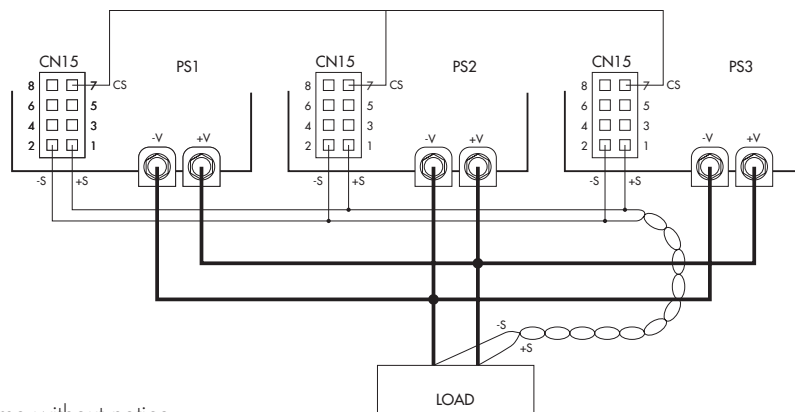 CN15 PS1 CN15 PS2 CN15 PS3
8 7 CS 8 7 CS 8 7 CS
6 5 6 5 6 5
4 3 -V +V 4 3 -V +V 4 3 -V +V
2 1 2 1 2 1
-S +S -S +S -S +S
-S
+S
LOAD